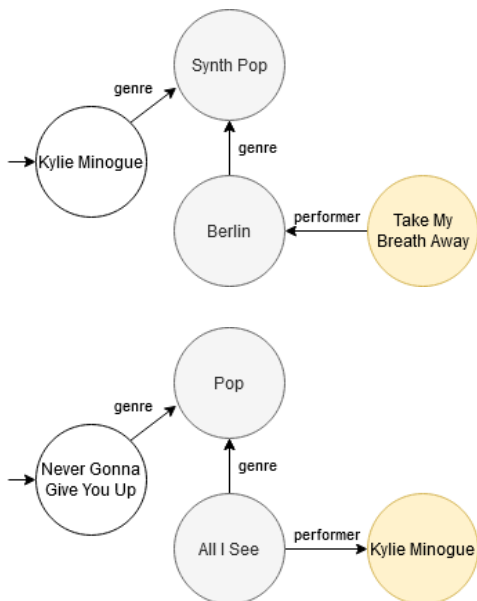 Synth Pop
genre
Kylie Minogue
genre
Berlin
performer
Take My
Breath Away
Pop
genre
Never Gonna
Give You Up
genre
All I See
performer
Kylie Minogue